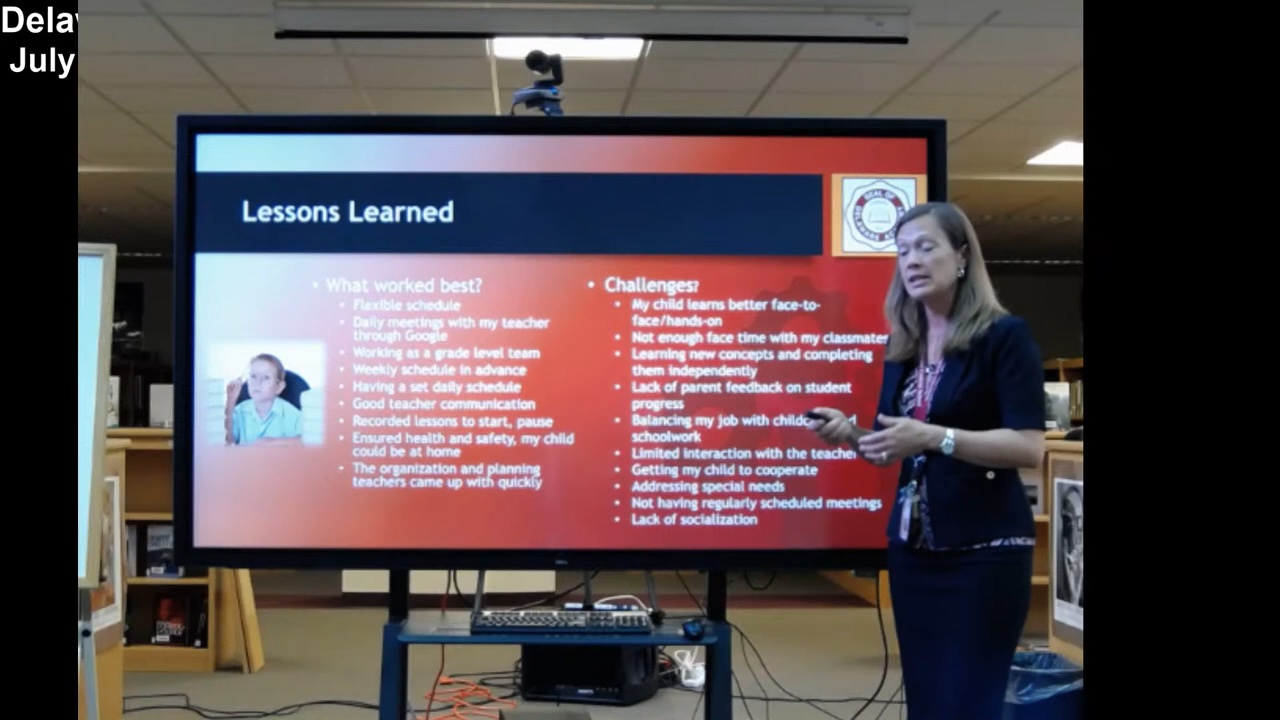 Dela
July
Lessons Learned
SEAL OF
DELAWARE
• What worked best?
• Flexible schedule
• Daily meetings with my teacher
through Google
• Working as a grade level team
• Weekly schedule in advance
• Having a set daily schedule
• Good teacher communication
• Recorded lessons to start, pause
• Ensured health and safety, my child
could be at home
• The organization and planning
teachers came up with quickly
• Challenges?
• My child learns better face-to-
face/hands-on
• Not enough face time with my classmates
• Learning new concepts and completing
them independently
• Lack of parent feedback on student
progress
• Balancing my job with childc d
schoolwork
• Limited interaction with the teacher
• Getting my child to cooperate
• Addressing special needs
• Not having regularly scheduled meetings
• Lack of socialization